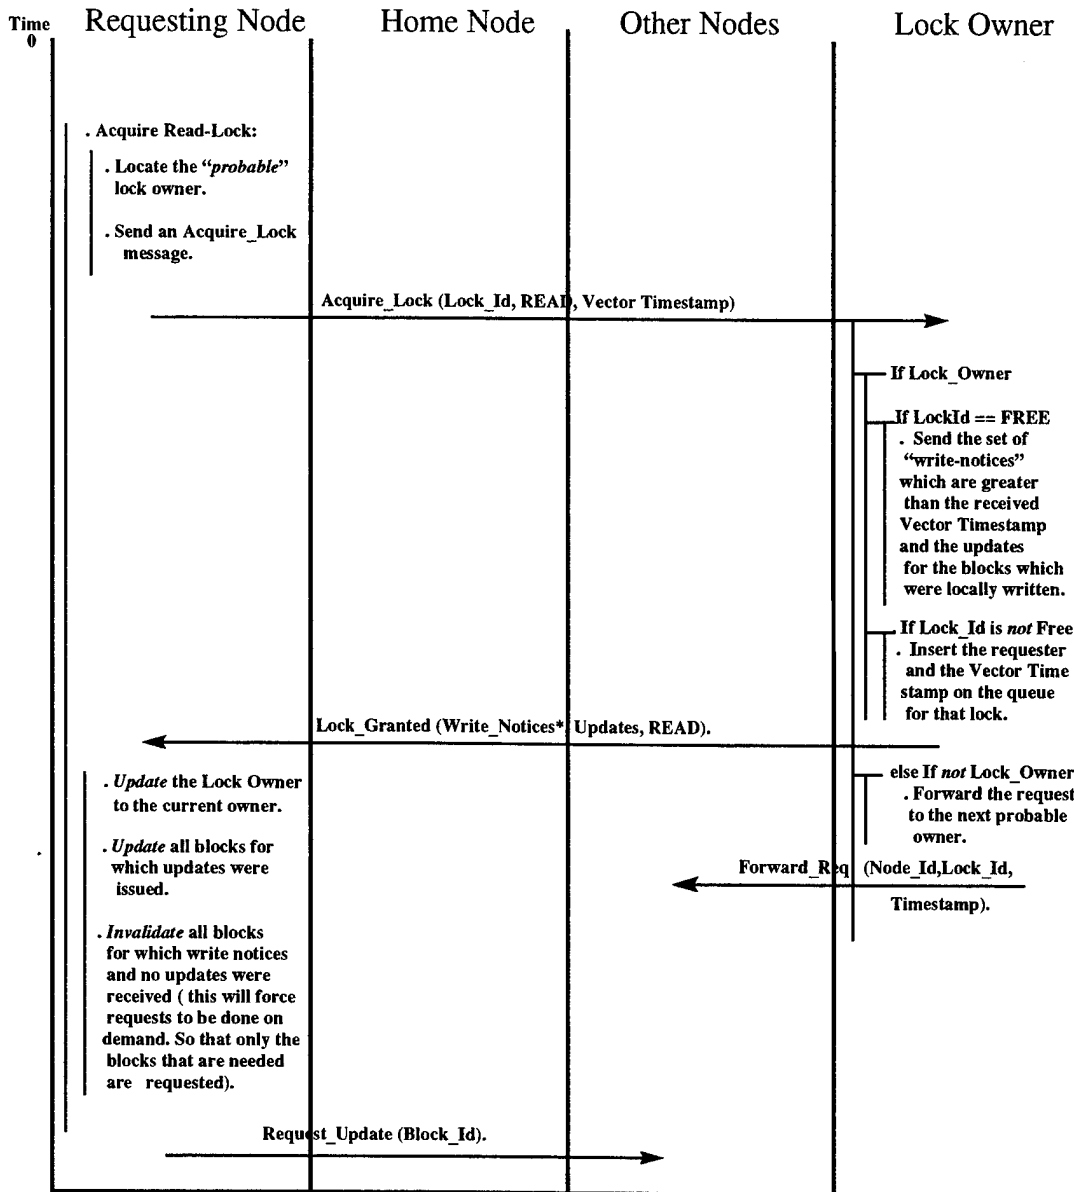 Time
0
Requesting Node
Home Node
Other Nodes
Lock Owner
. Acquire Read-Lock:
. Locate the “probable”
lock owner.
. Send an Acquire_Lock
message.
Acquire_Lock (Lock_Id, READ, Vector Timestamp)
If Lock_Owner
If LockId == FREE
. Send the set of
“write-notices”
which are greater
than the received
Vector Timestamp
and the updates
for the blocks which
were locally written.
. If Lock_Id is not Free
. Insert the requester
and the Vector Time
stamp on the queue
for that lock.
Lock_Granted (Write_Notices*, Updates, READ).
. Update the Lock Owner
to the current owner.
. Update all blocks for
which updates were
issued.
. Invalidate all blocks
for which write notices
and no updates were
received ( this will force
requests to be done on
demand. So that only the
blocks that are needed
are requested).
else If not Lock_Owner
. Forward the request
to the next probable
owner.
Forward_Req (Node_Id,Lock_Id,
Timestamp).
Request_Update (Block_Id).